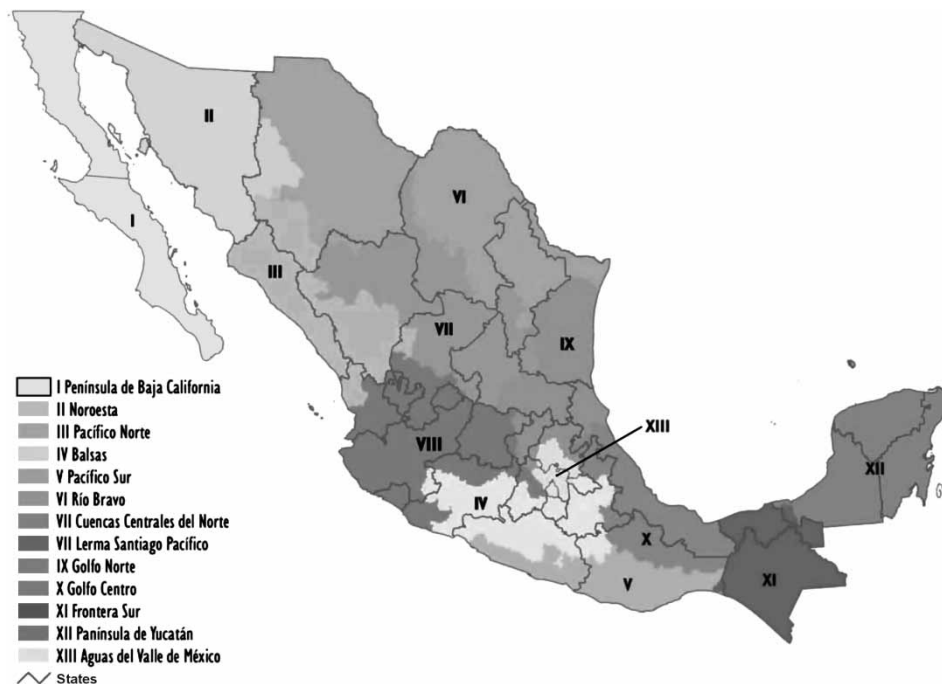 II
VI
I
III
VII
IX
XIII
VIII
XII
IV
X
V
XI
I Península de Baja California
II Noroesta
III Pacífico Norte
IV Balsas
V Pacífico Sur
VI Río Bravo
VII Cuencas Centrales del Norte
VII Lerma Santiago Pacífico
IX Golfo Norte
X Golfo Centro
XI Frontera Sur
XII Panínsula de Yucatán
XIII Aguas del Valle de México
States